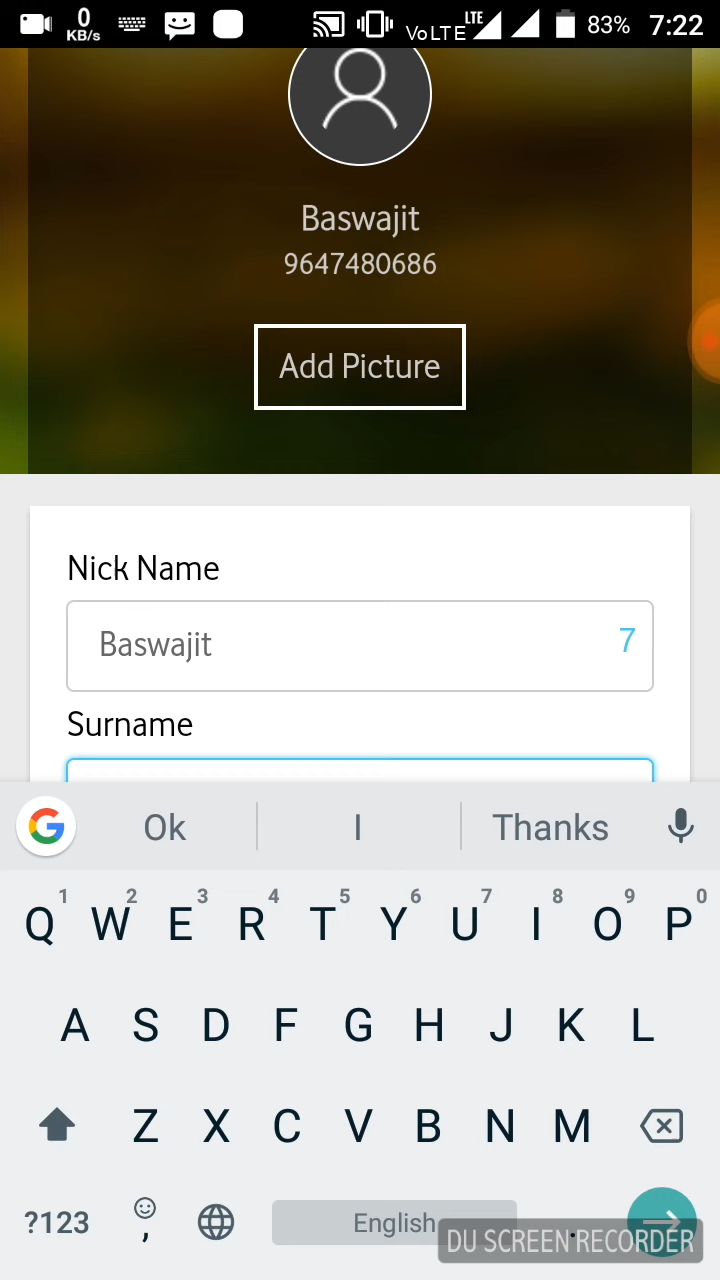 0 KB/s VoLTE LTE 83% 7:22
Baswajit
9647480686
Add Picture
Nick Name
Baswajit 7
Surname
Ok I Thanks
1 2 3 4 5 6 7 8 9 0
Q W E R T Y U I O P
A S D F G H J K L
Z X C V B N M
?123 , English .
DU SCREEN RECORDER